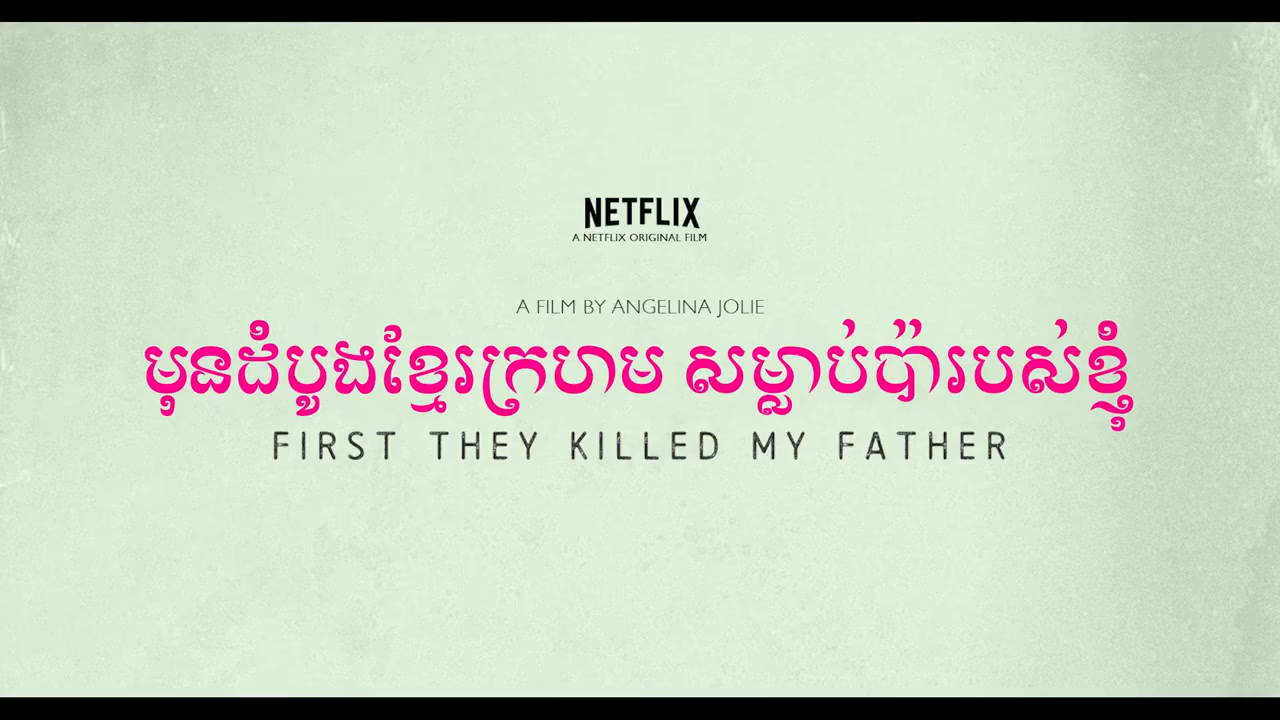 NETFLIX
A NETFLIX ORIGINAL FILM
A FILM BY ANGELINA JOLIE
មុនដំបូងខ្មែរក្រហម សម្លាប់ប៉ារបស់ខ្ញុំ
FIRST THEY KILLED MY FATHER